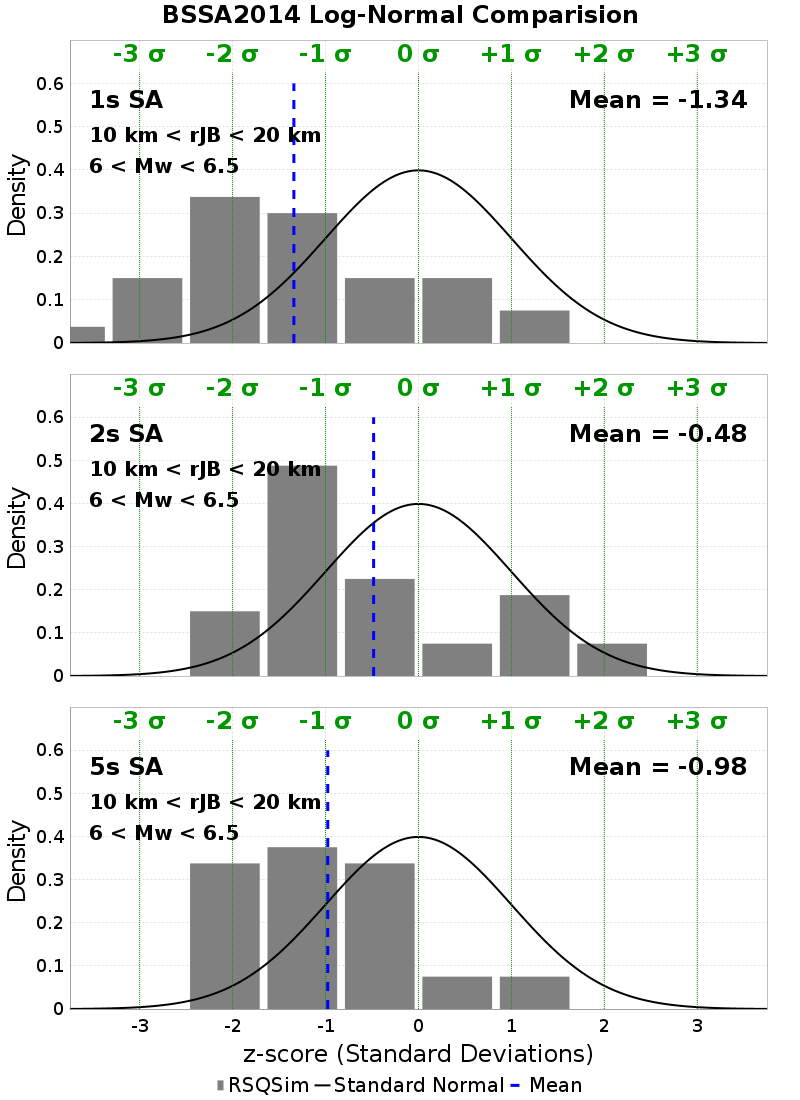 BSSA2014 Log-Normal Comparision
-3 σ -2 σ -1 σ 0 σ +1 σ +2 σ +3 σ
1s SA
Mean = -1.34
10 km < rJB < 20 km
6 < Mw < 6.5
Density
0.6
0.5
0.4
0.3
0.2
0.1
0
-3 σ -2 σ -1 σ 0 σ +1 σ +2 σ +3 σ
2s SA
Mean = -0.48
10 km < rJB < 20 km
6 < Mw < 6.5
Density
0.6
0.5
0.4
0.3
0.2
0.1
0
-3 σ -2 σ -1 σ 0 σ +1 σ +2 σ +3 σ
5s SA
Mean = -0.98
10 km < rJB < 20 km
6 < Mw < 6.5
Density
0.6
0.5
0.4
0.3
0.2
0.1
0
-3 -2 -1 0 1 2 3
z-score (Standard Deviations)
RSQSim Standard Normal Mean